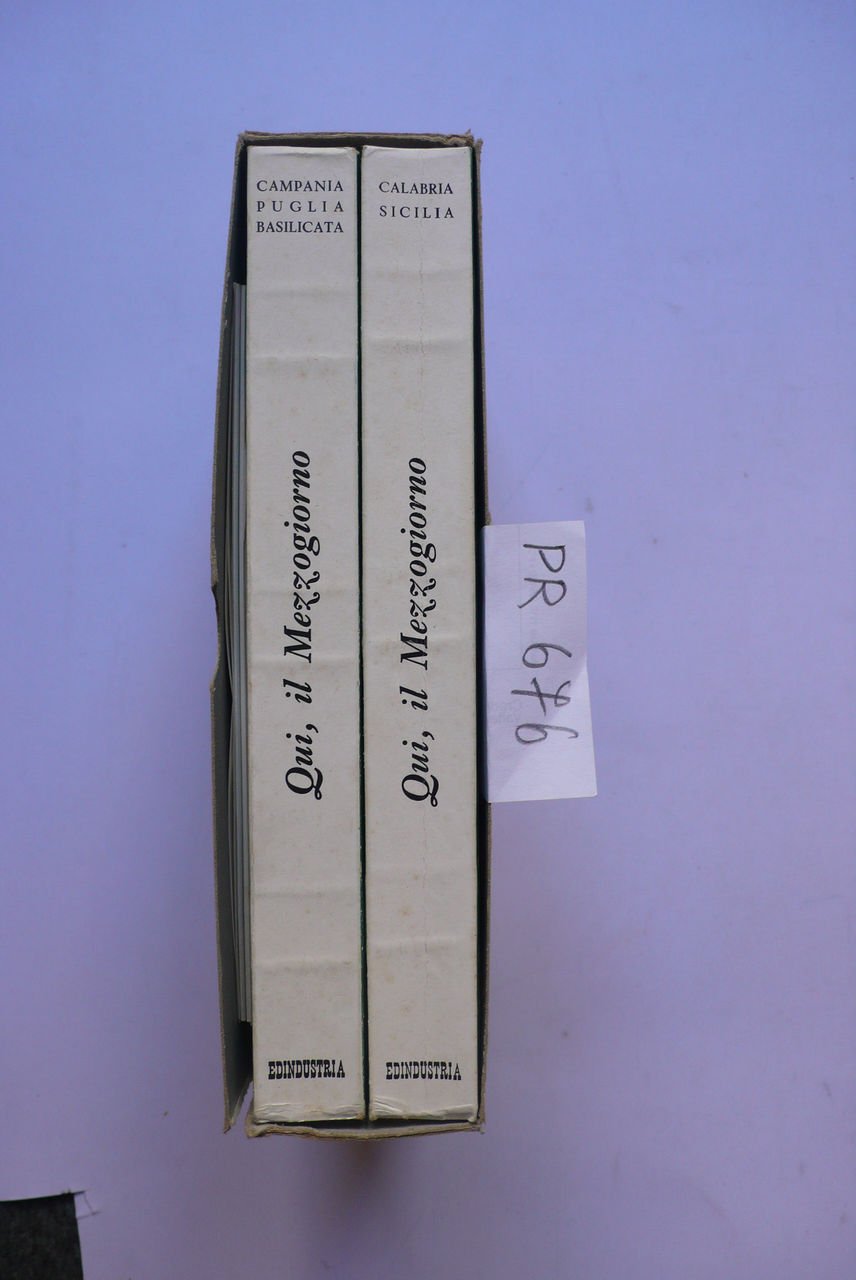 CAMPANIA
PUGLIA
BASILICATA
Qui, il Mezzogiorno
EDINDUSTRIA
CALABRIA
SICILIA
Qui, il Mezzogiorno
EDINDUSTRIA
PR 676